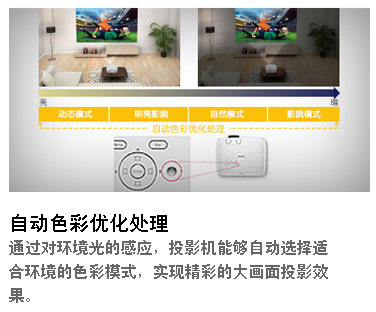 亮 暗
动态模式 明亮影院 自然模式 影院模式
自动色彩优化处理
自动色彩优化处理
通过对环境光的感应，投影机能够自动选择适
合环境的色彩模式，实现精彩的大画面投影效
果。